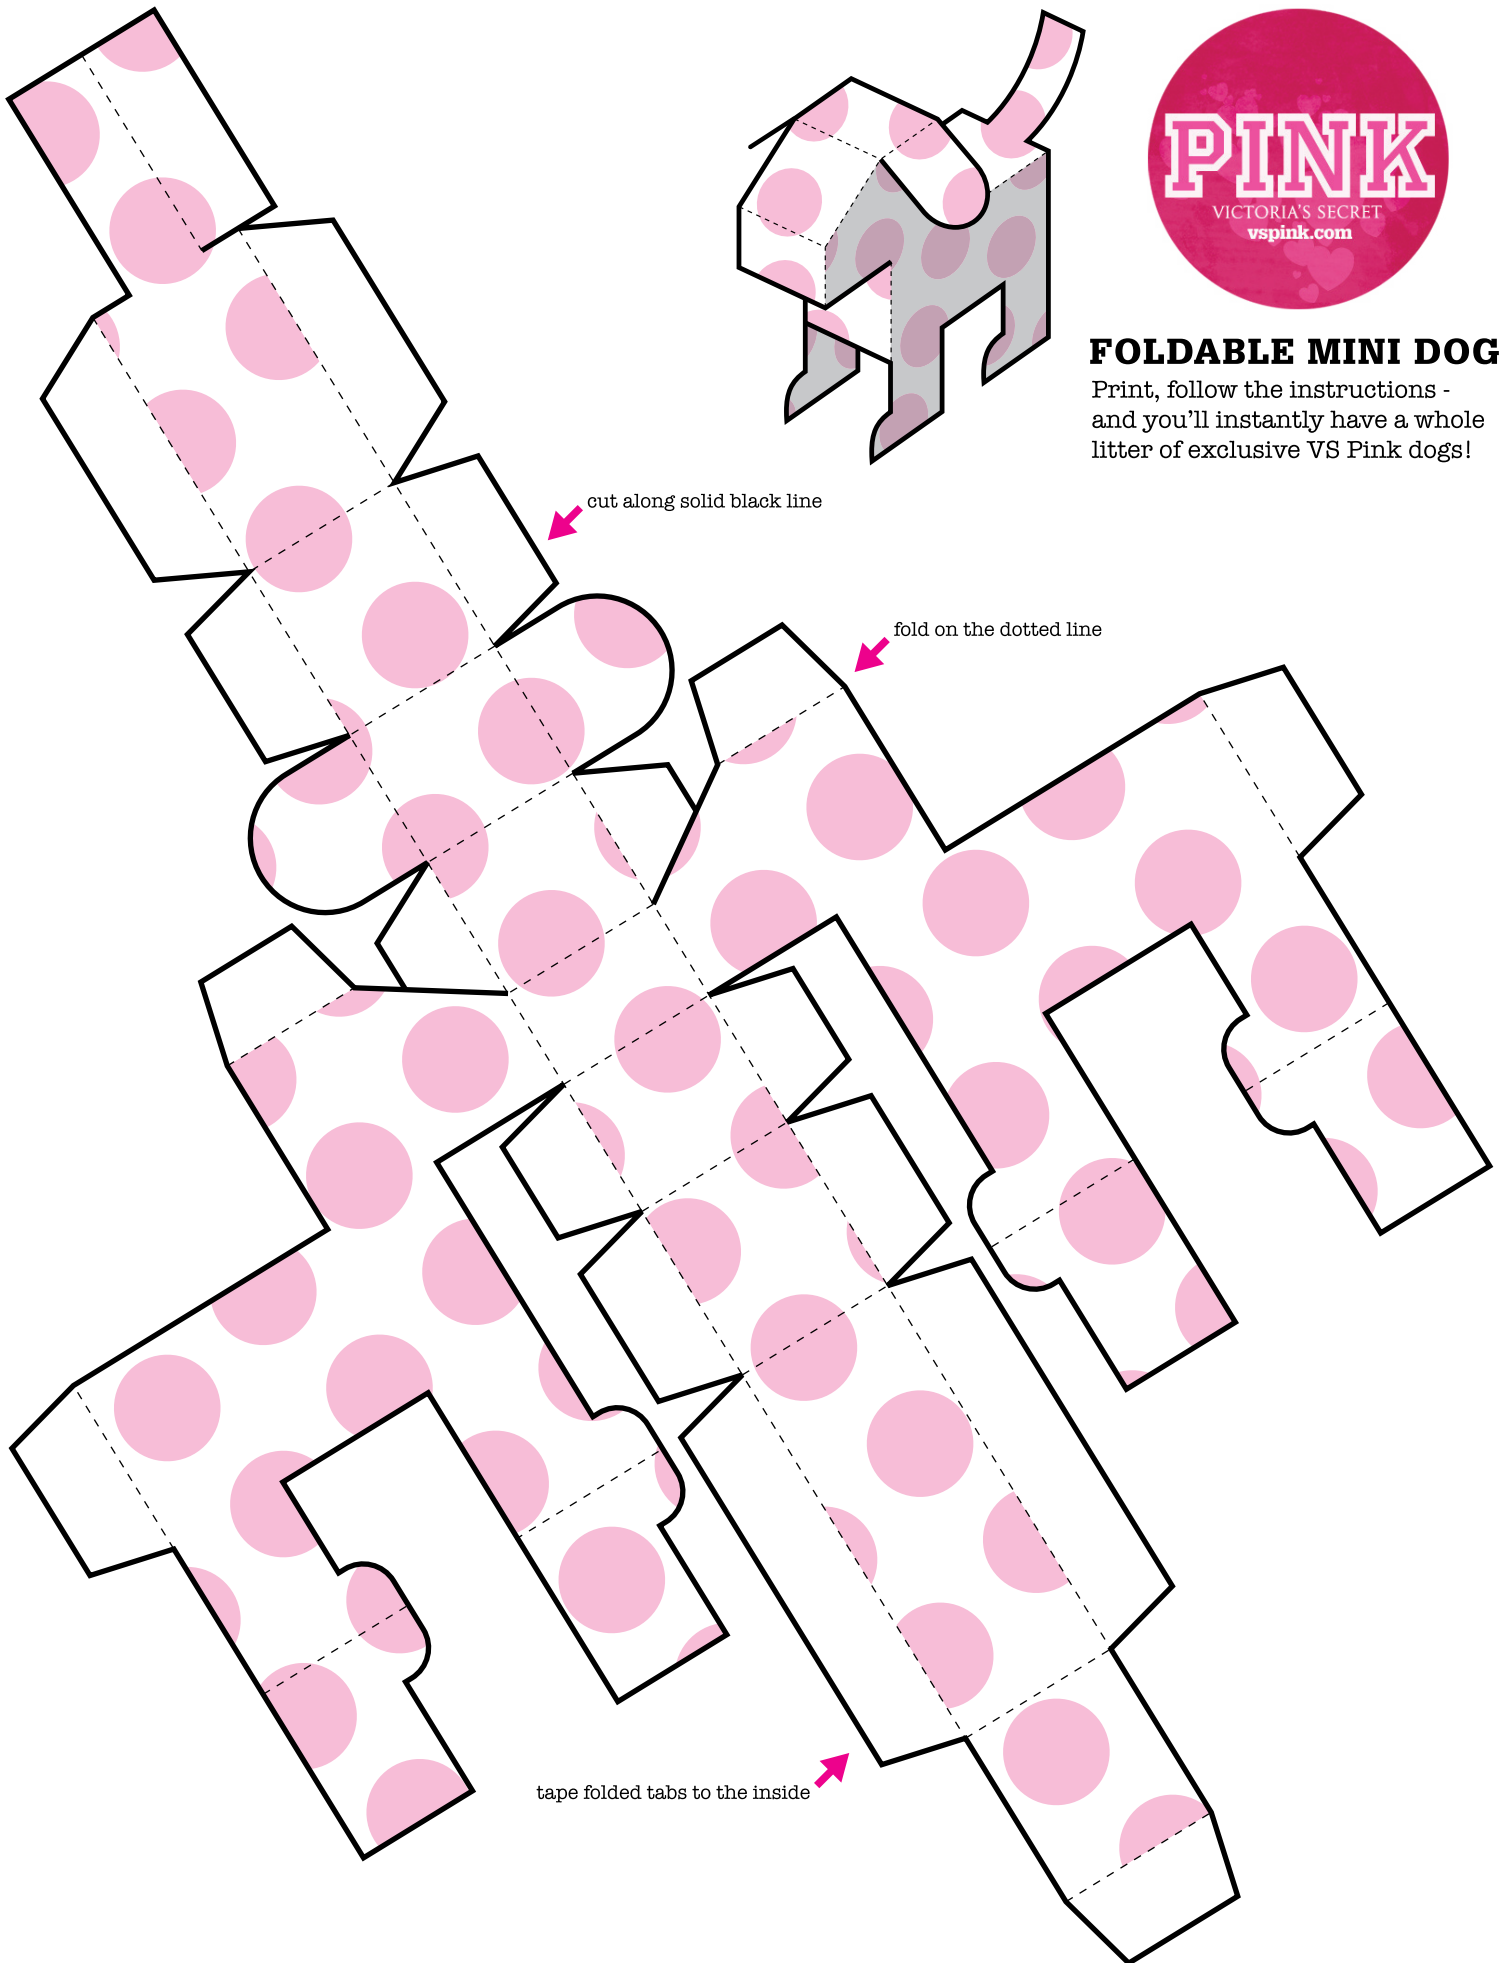 PINK
VICTORIA'S SECRET
vspink.com
FOLDABLE MINI DOG
Print, follow the instructions -
and you'll instantly have a whole
litter of exclusive VS Pink dogs!
cut along solid black line
fold on the dotted line
tape folded tabs to the inside